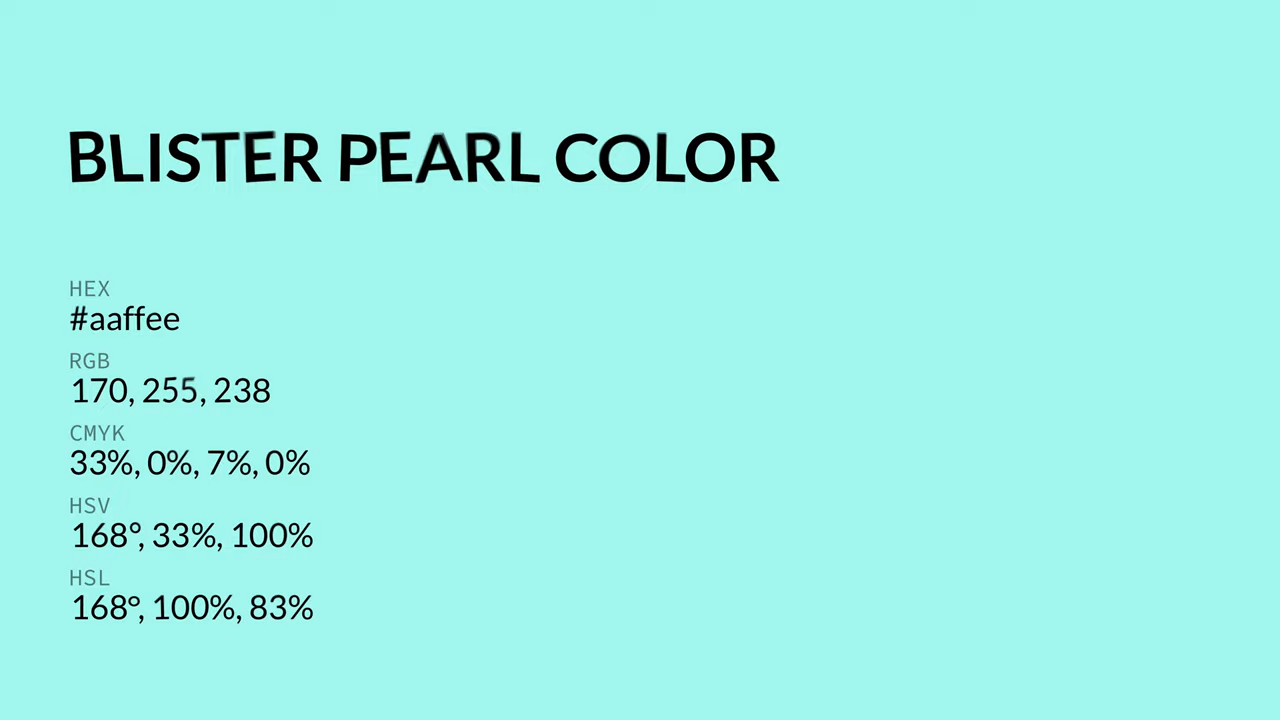 BLISTER PEARL COLOR
HEX
#aaffee
RGB
170, 255, 238
CMYK
33%, 0%, 7%, 0%
HSV
168°, 33%, 100%
HSL
168°, 100%, 83%